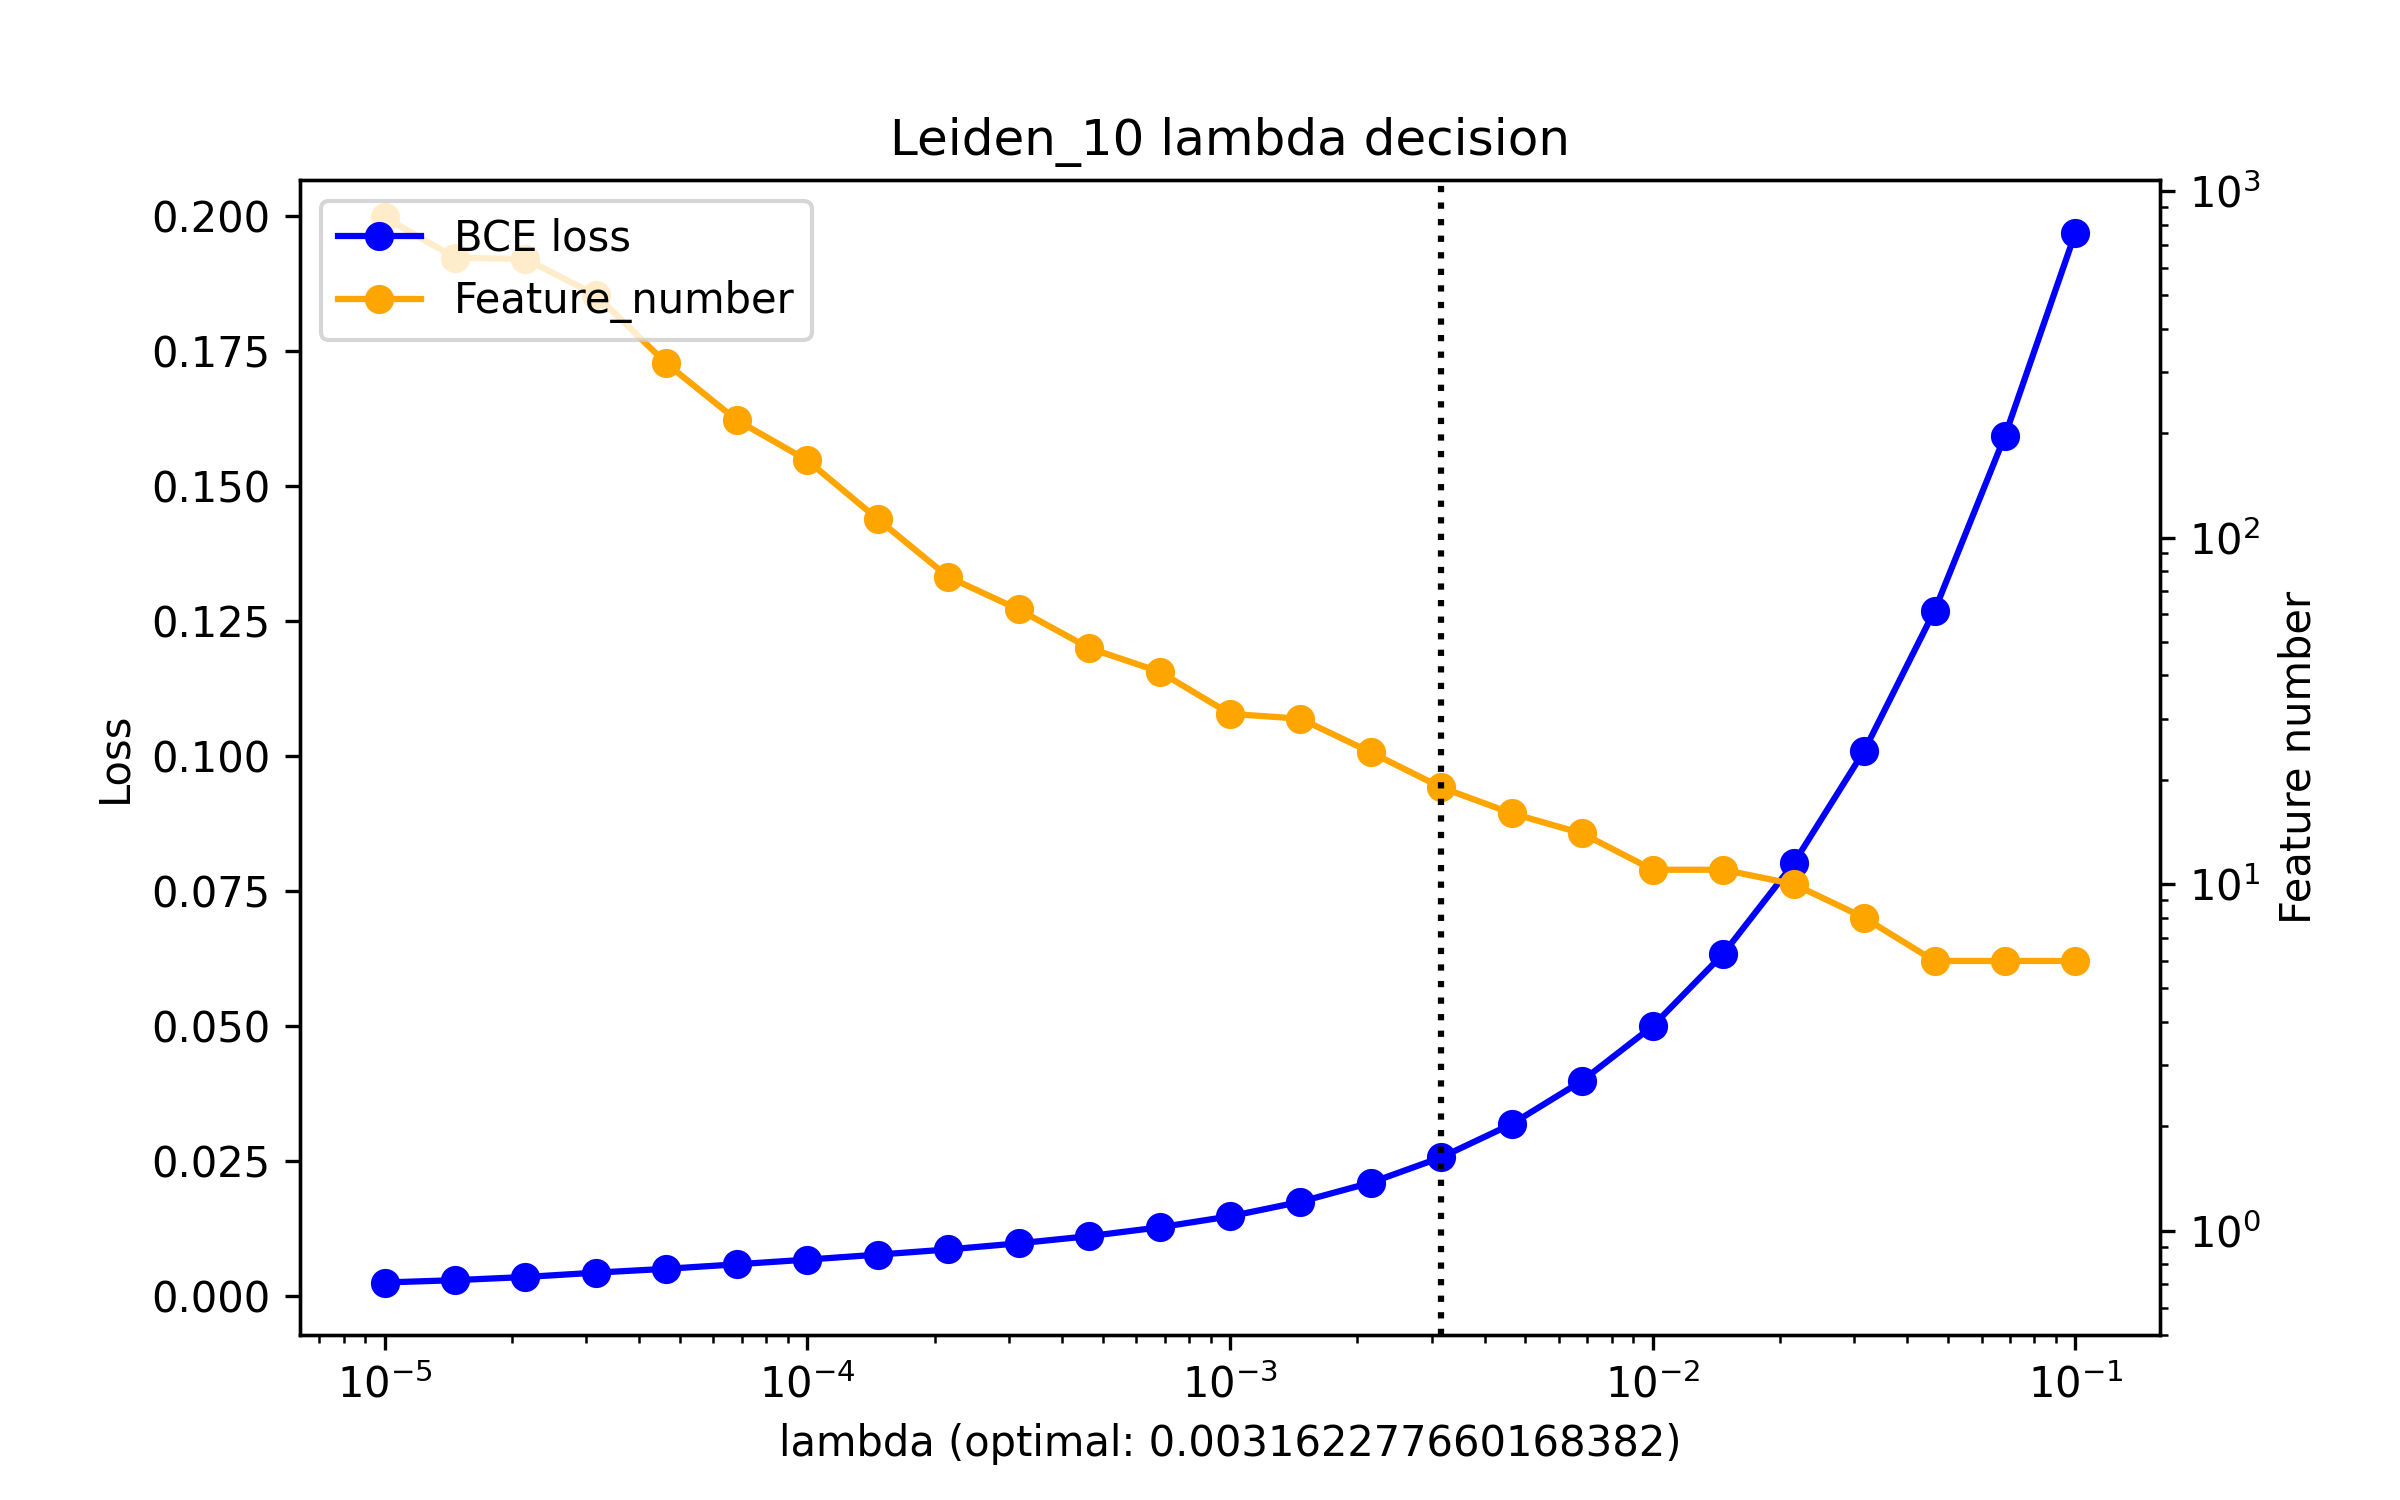 Leiden_10 lambda decision
BCE loss
Feature_number
0.200
0.175
0.150
0.125
0.100
0.075
0.050
0.025
0.000
Loss
10³
10²
10¹
10⁰
Feature number
10⁻⁵ 10⁻⁴ 10⁻³ 10⁻² 10⁻¹
lambda (optimal: 0.0031622776601683820)